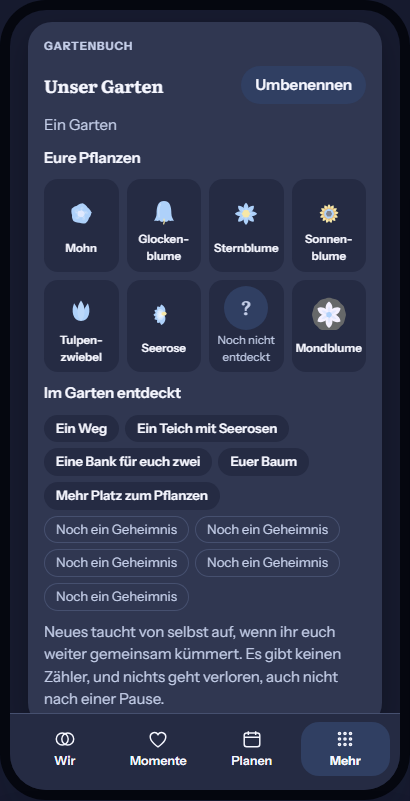 GARTENBUCH
Unser Garten
Umbenennen
Ein Garten
Eure Pflanzen
Mohn
Glocken-
blume
Sternblume
Sonnen-
blume
Tulpen-
zwiebel
Seerose
?
Noch nicht
entdeckt
Mondblume
Im Garten entdeckt
Ein Weg
Ein Teich mit Seerosen
Eine Bank für euch zwei
Euer Baum
Mehr Platz zum Pflanzen
Noch ein Geheimnis
Noch ein Geheimnis
Noch ein Geheimnis
Noch ein Geheimnis
Noch ein Geheimnis
Neues taucht von selbst auf, wenn ihr euch
weiter gemeinsam kümmert. Es gibt keinen
Zähler, und nichts geht verloren, auch nicht
nach einer Pause.
Wir
Momente
Planen
Mehr